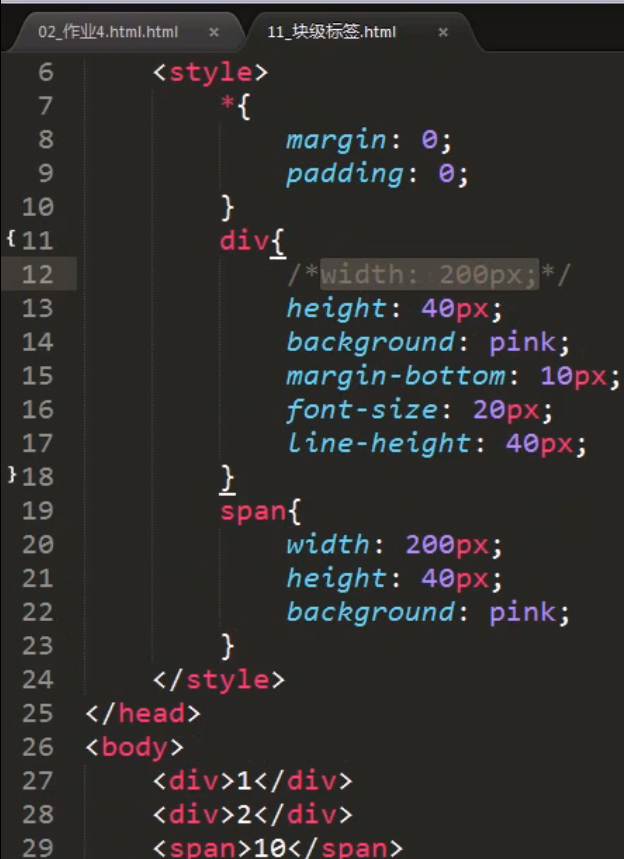 02_作业4.html.html × 11_块级标签.html ×
6 <style>
7 *{
8 margin: 0;
9 padding: 0;
10 }
{ 11 div{
12 /*width: 200px;*/
13 height: 40px;
14 background: pink;
15 margin-bottom: 10px;
16 font-size: 20px;
17 line-height: 40px;
} 18 }
19 span{
20 width: 200px;
21 height: 40px;
22 background: pink;
23 }
24 </style>
25 </head>
26 <body>
27 <div>1</div>
28 <div>2</div>
29 <span>10</span>